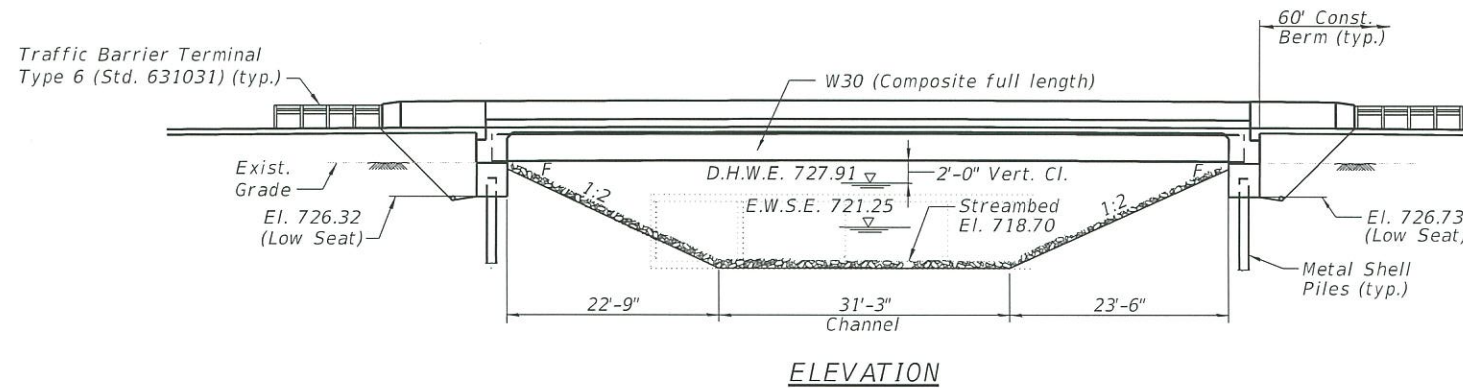 60' Const.
Berm (typ.)
Traffic Barrier Terminal
Type 6 (Std. 631031) (typ.)
W30 (Composite full length)
Exist.
Grade
F
1:2
D.H.W.E. 727.91
2'-0" Vert. Cl.
F
1:2
E.W.S.E. 721.25
Streambed
El. 718.70
El. 726.32
(Low Seat)
El. 726.73
(Low Seat)
Metal Shell
Piles (typ.)
22'-9"
31'-3"
23'-6"
Channel
ELEVATION